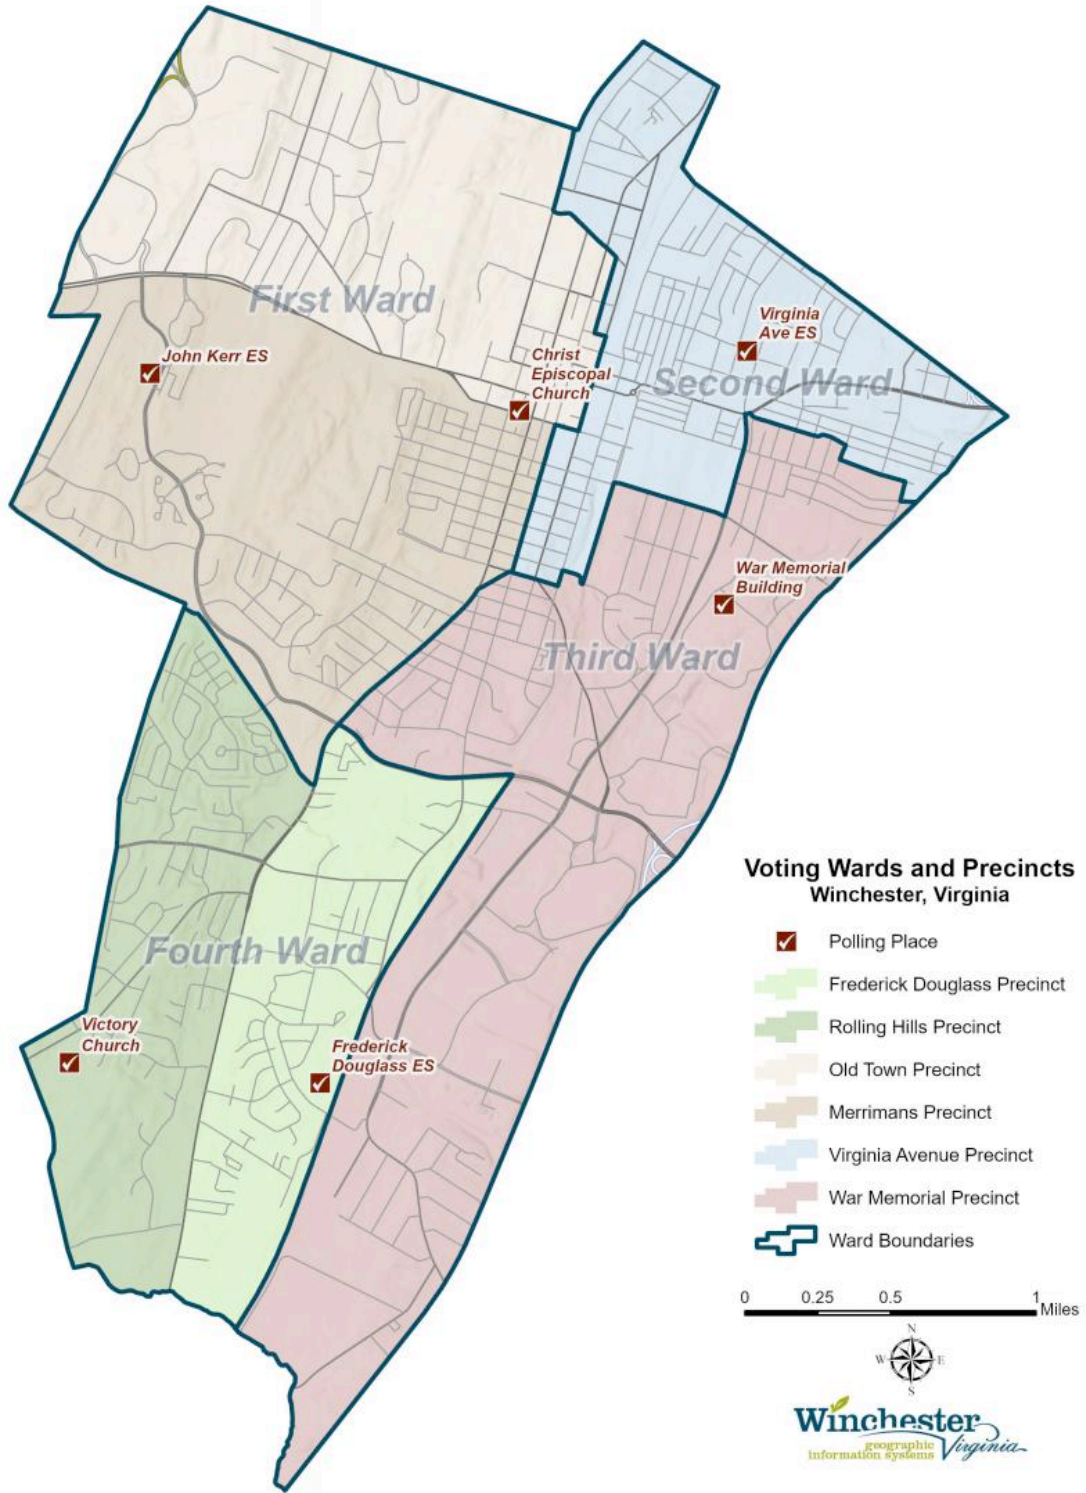 First Ward
John Kerr ES
Christ
Episcopal
Church
Virginia
Ave ES
Second Ward
War Memorial
Building
Third Ward
Fourth Ward
Victory
Church
Frederick
Douglass ES
Voting Wards and Precincts
Winchester, Virginia
Polling Place
Frederick Douglass Precinct
Rolling Hills Precinct
Old Town Precinct
Merrimans Precinct
Virginia Avenue Precinct
War Memorial Precinct
Ward Boundaries
0 0.25 0.5 1
Miles
N
W E
S
Winchester
geographic
information systems Virginia